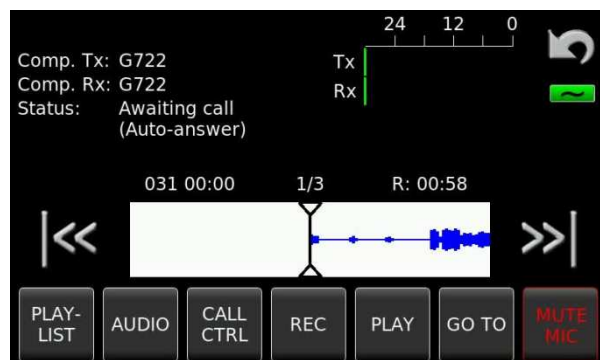 24 12 0
Comp. Tx: G722
Tx
Comp. Rx: G722
Rx
Status: Awaiting call
(Auto-answer)
031 00:00 1/3 R: 00:58
|<< >>|
PLAY-
LIST
AUDIO
CALL
CTRL
REC
PLAY
GO TO
MUTE
MIC